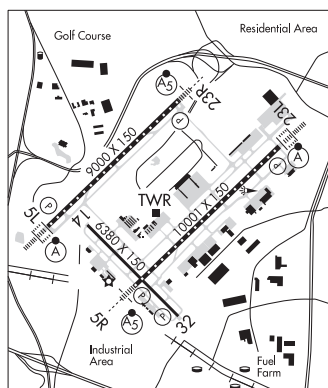 Golf Course
Residential Area
A5
23R
P
9000 X 150
23L
P
A
P
5L
A
14
TWR
10001 X 150
6380 X 150
5R
P
P
A5
32
Industrial
Area
Fuel
Farm